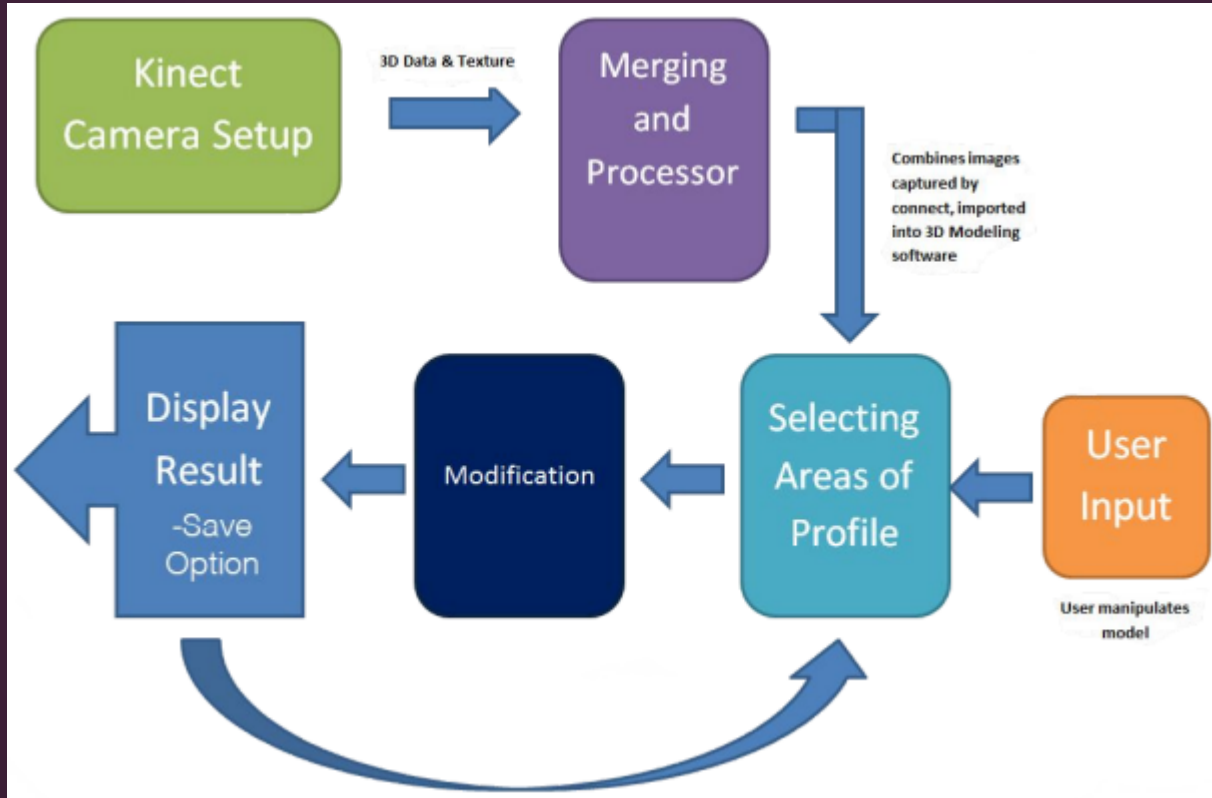 Kinect
Camera Setup
3D Data & Texture
Merging
and
Processor
Combines images
captured by
connect, imported
into 3D Modeling
software
Display
Result
-Save
Option
Modification
Selecting
Areas of
Profile
User
Input
User manipulates
model